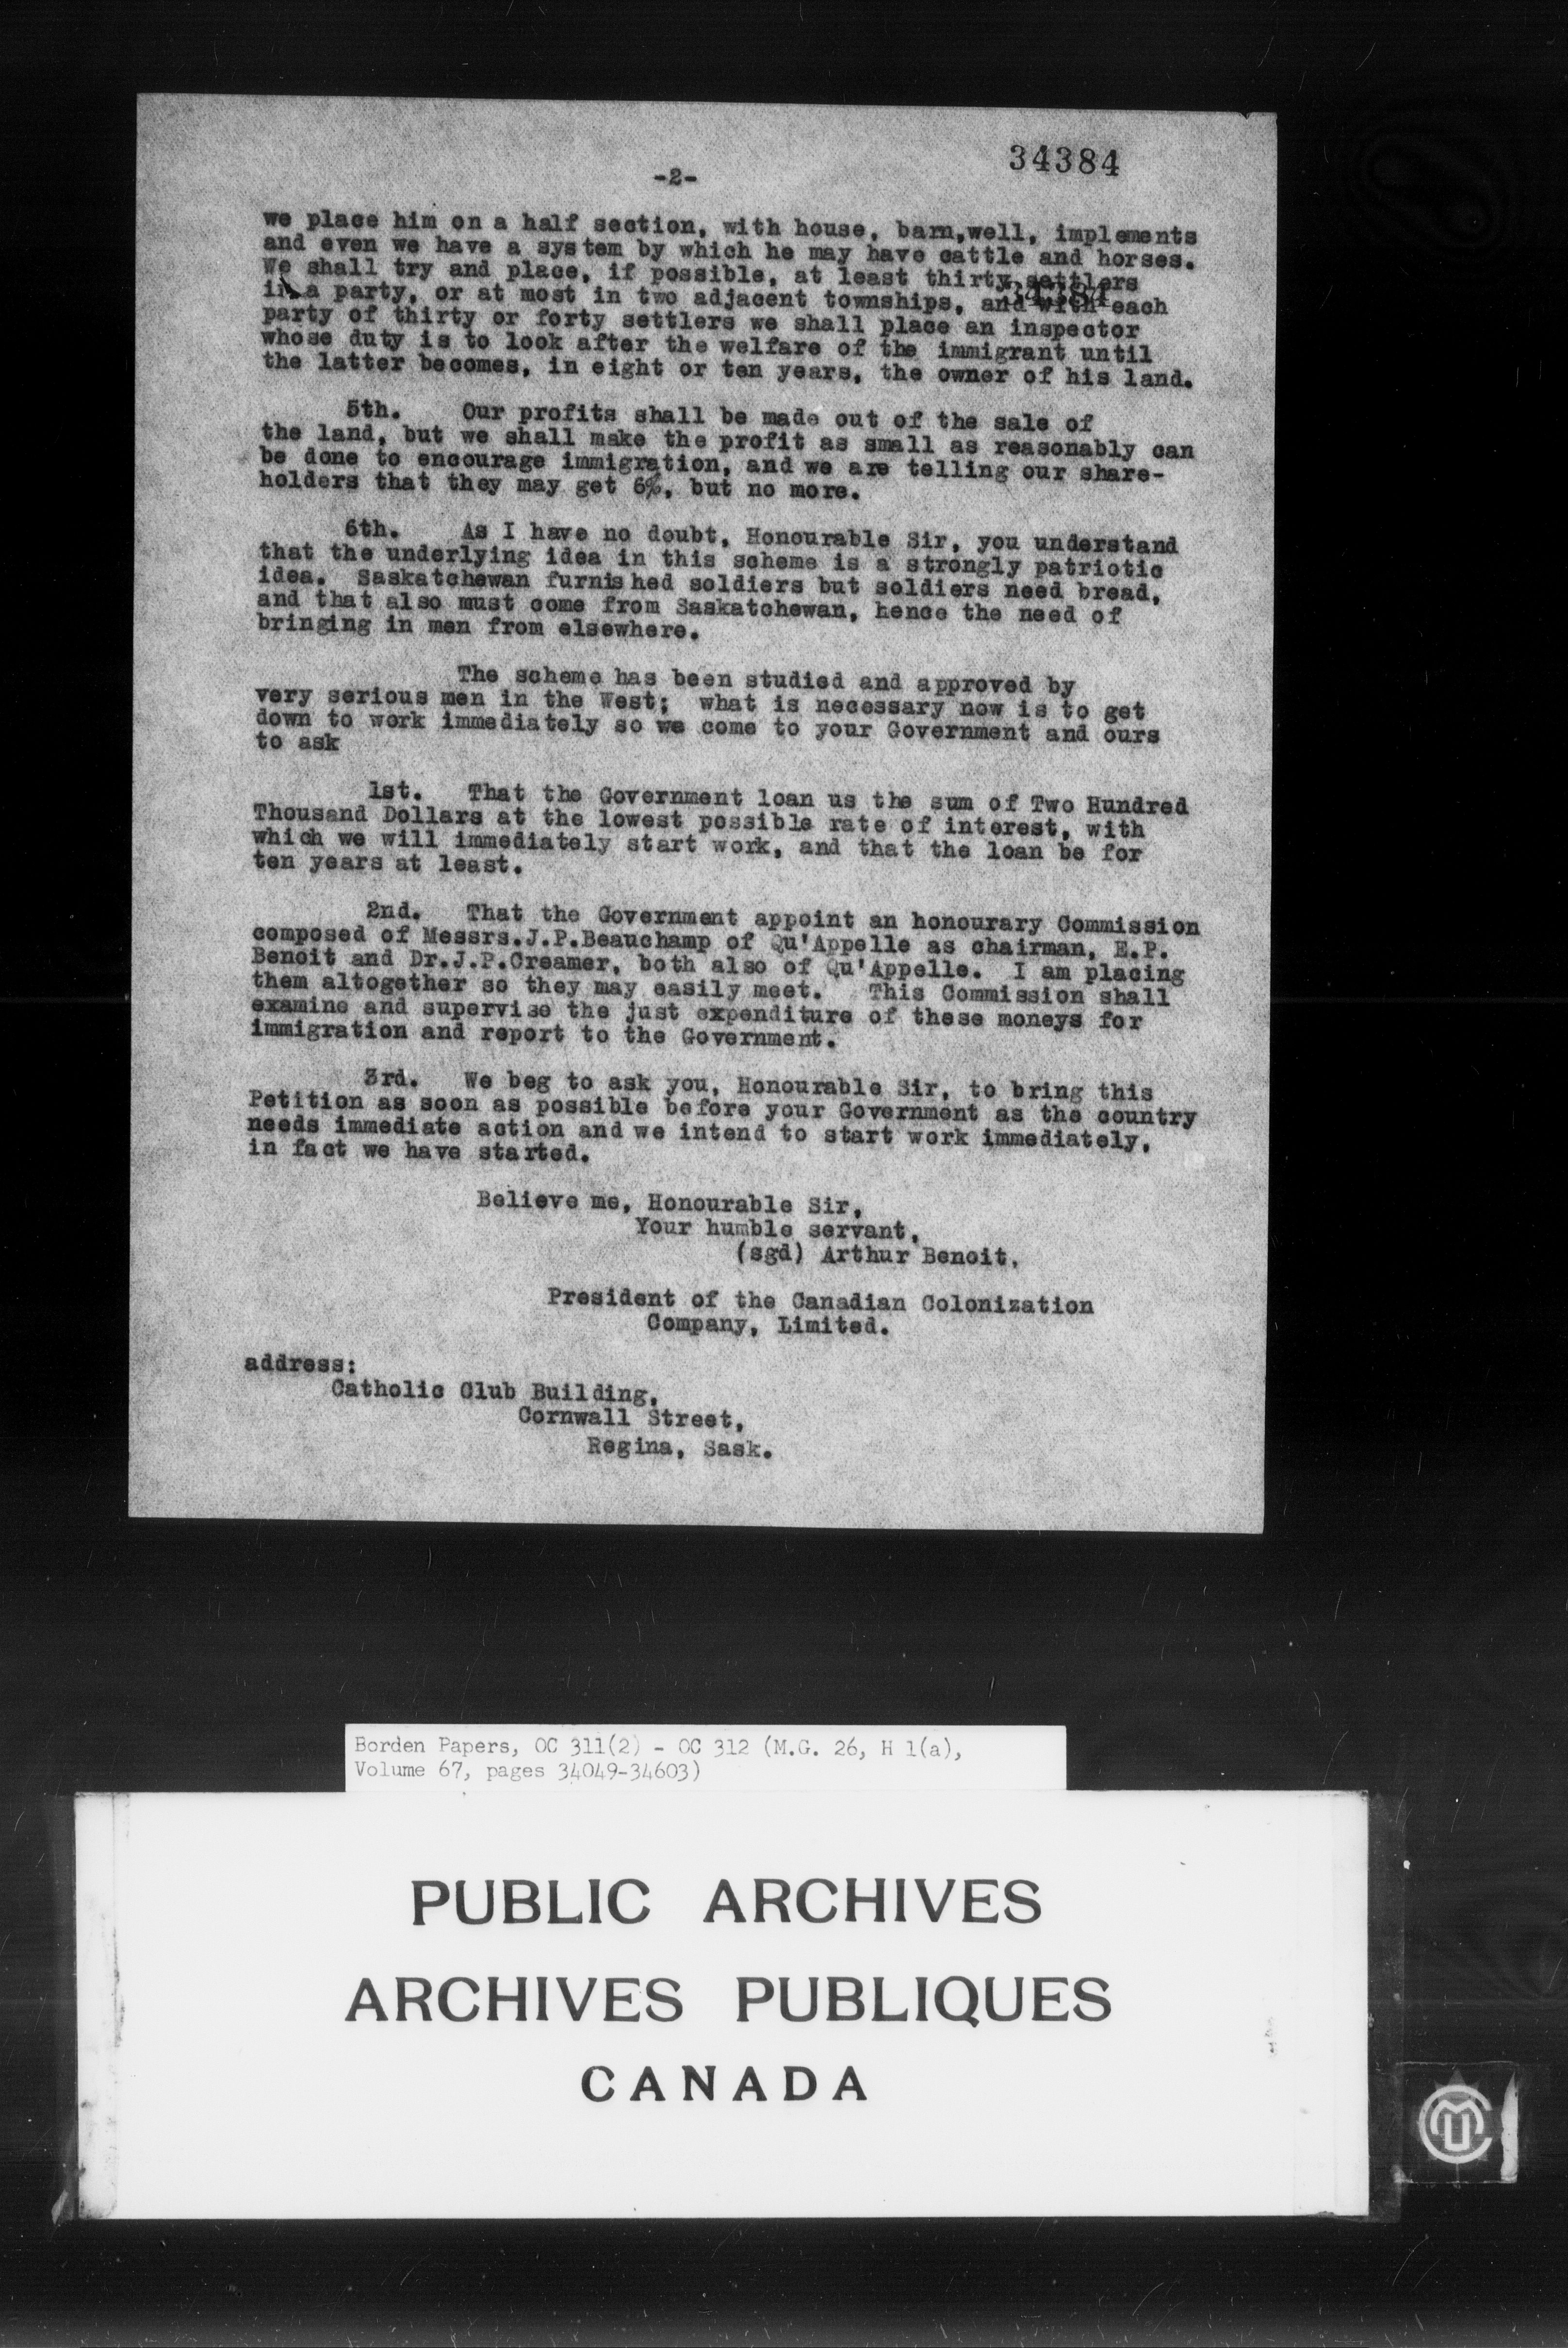 34384
-2-
we place him on a half section, with house, barn,well, implements
and even we have a system by which he may have cattle and horses.
We shall try and place, if possible, at least thirty settlers
in a party, or at most in two adjacent townships, and with each
party of thirty or forty settlers we shall place an inspector
whose duty is to look after the welfare of the immigrant until
the latter becomes, in eight or ten years, the owner of his land.
5th. Our profits shall be made out of the sale of
the land, but we shall make the profit as small as reasonably can
be done to encourage immigration, and we are telling our share-
holders that they may get 6%, but no more.
6th. As I have no doubt, Honourable Sir, you understand
that the underlying idea in this scheme is a strongly patriotic
idea. Saskatchewan furnished soldiers but soldiers need bread,
and that also must come from Saskatchewan, hence the need of
bringing in men from elsewhere.
The scheme has been studied and approved by
very serious men in the West; what is necessary now is to get
down to work immediately so we come to your Government and ours
to ask
1st. That the Government loan us the sum of Two Hundred
Thousand Dollars at the lowest possible rate of interest, with
which we will immediately start work, and that the loan be for
ten years at least.
2nd. That the Government appoint an honourary Commission
composed of Messrs.J.P.Beauchamp of Qu'Appelle as chairman, E.P.
Benoit and Dr.J.P.Creamer, both also of Qu'Appelle. I am placing
them altogether so they may easily meet. This Commission shall
examine and supervise the just expenditure of these moneys for
immigration and report to the Government.
3rd. We beg to ask you, Honourable Sir, to bring this
Petition as soon as possible before your Government as the country
needs immediate action and we intend to start work immediately,
in fact we have started.
Believe me, Honourable Sir,
Your humble servant,
(sgd) Arthur Benoit.
President of the Canadian Colonization
Company, Limited.
address:
Catholic Club Building,
Cornwall Street,
Regina, Sask.
Borden Papers, OC 311(2) - OC 312 (M.G. 26, H 1(a),
Volume 67, pages 34049-34603)
PUBLIC ARCHIVES
ARCHIVES PUBLIQUES
CANADA